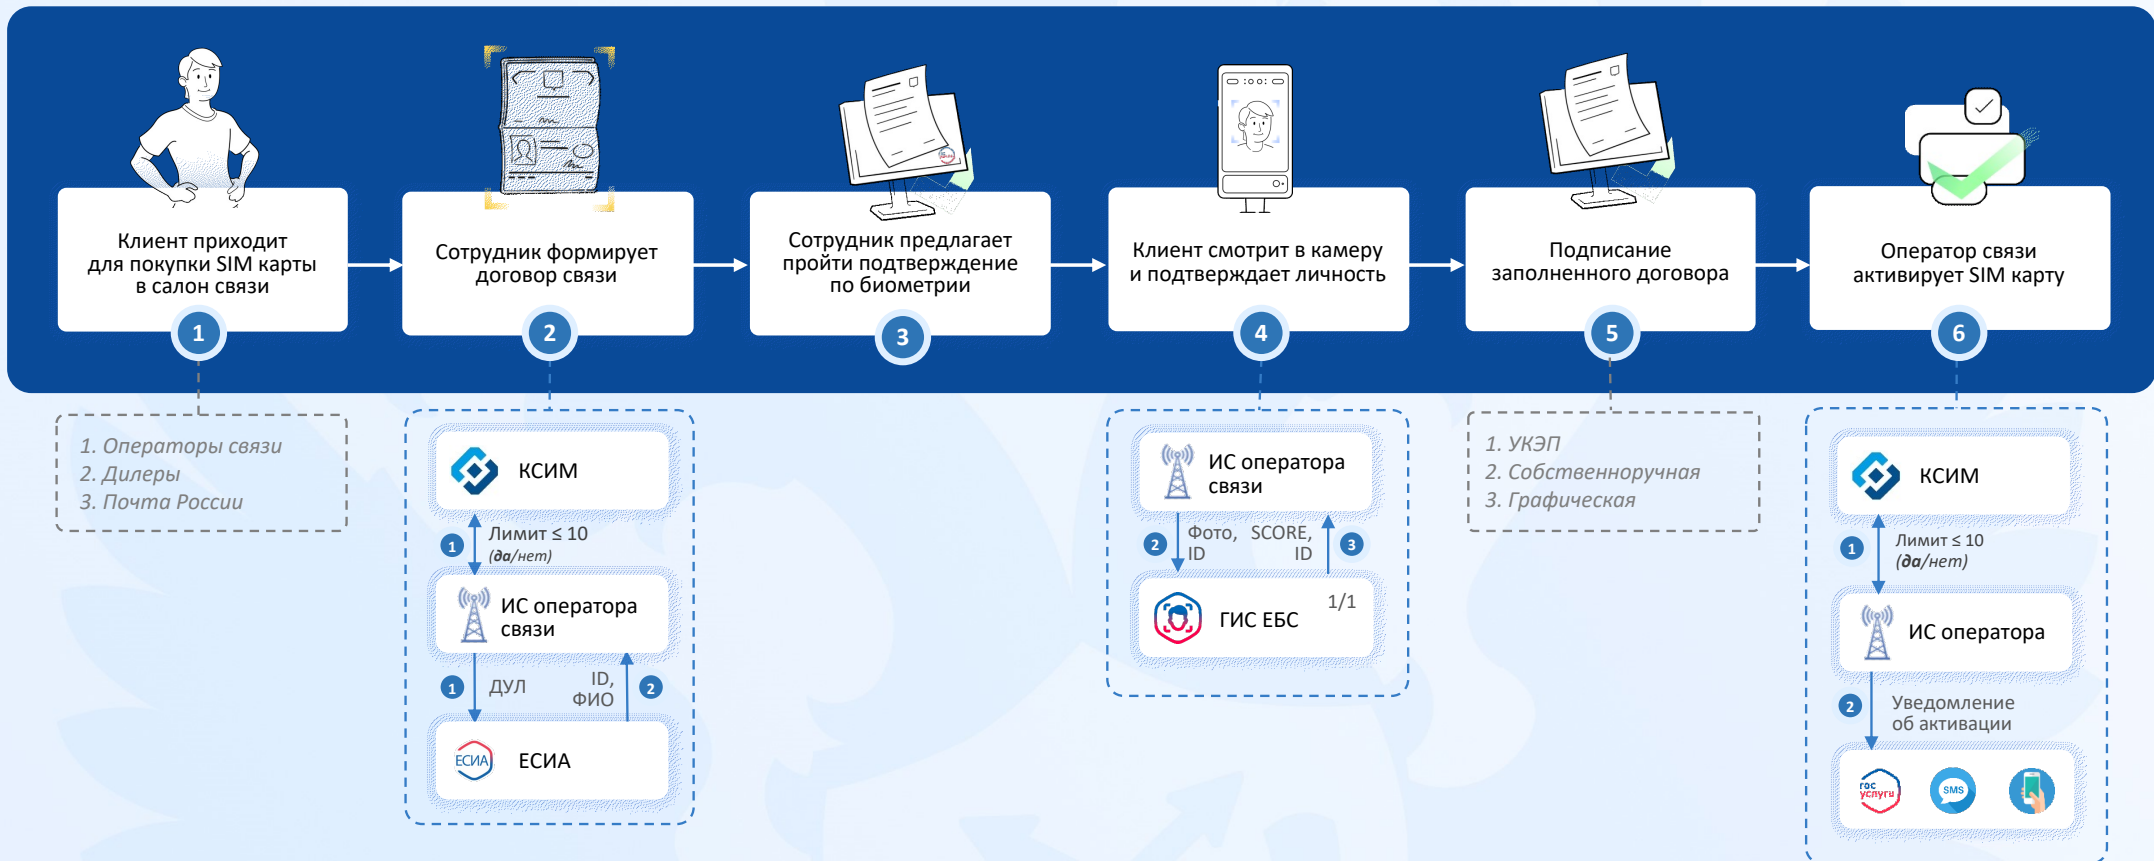 Клиент приходит
для покупки SIM карты
в салон связи
1
Сотрудник формирует
договор связи
2
Сотрудник предлагает
пройти подтверждение
по биометрии
3
Клиент смотрит в камеру
и подтверждает личность
4
Подписание
заполненного договора
5
Оператор связи
активирует SIM карту
6
1. Операторы связи
2. Дилеры
3. Почта России
КСИМ
1
Лимит ≤ 10
(да/нет)
ИС оператора
связи
1
ДУЛ
ID,
ФИО
2
ЕСИА
ЕСИА
ИС оператора
связи
2
Фото,
ID
SCORE,
ID
3
ГИС ЕБС
1/1
1. УКЭП
2. Собственноручная
3. Графическая
КСИМ
1
Лимит ≤ 10
(да/нет)
ИС оператора
2
Уведомление
об активации
гос
услуги
SMS